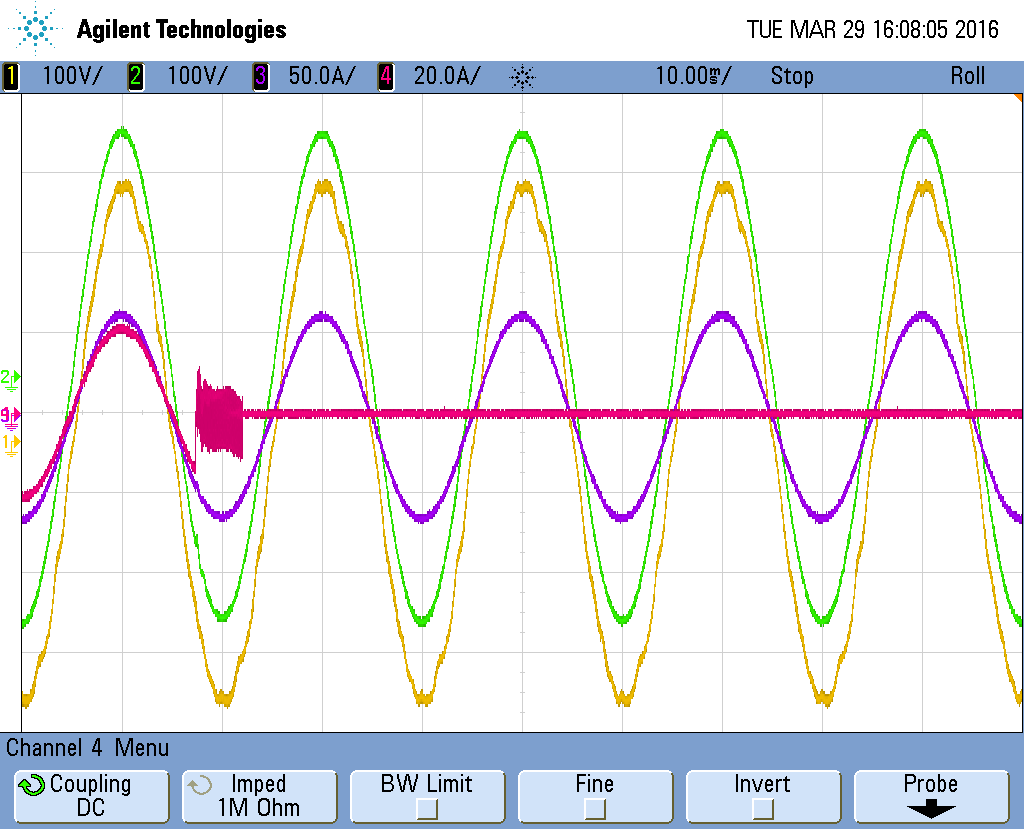 Agilent Technologies TUE MAR 29 16:08:05 2016
1 100V/ 2 100V/ 3 50.0A/ 4 20.0A/ 10.00ms/ Stop Roll
2
1
Channel 4 Menu
Coupling
DC
Imped
1M Ohm
BW Limit
Fine
Invert
Probe